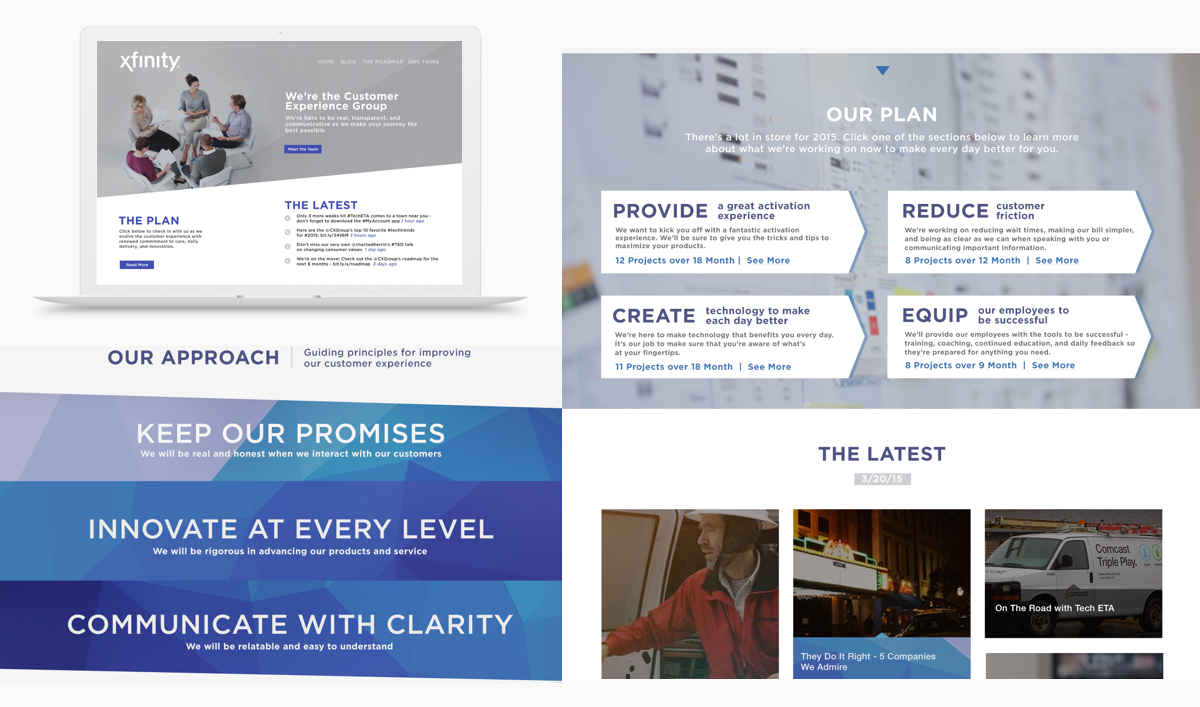 xfinity
HOME BLOG THE ROADMAP ONE THING
We're the Customer
Experience Group
We're here to be real, transparent, and
communicative as we make your journey the
best possible.
Meet the Team
THE PLAN
Click below to check in with us as we
evolve the customer experience with
renewed commitment to care, daily
delivery, and innovation.
Read More
THE LATEST
Only 3 more weeks till #TechETA comes to a town near you -
don't forget to download the #MyAccount app 1 hour ago
Here are the @CXGroup's top 10 favorite #techtrends
for #2015: bit.ly/3456M 3 hours ago
Don't miss our very own @charliedherrin's #TED talk
on changing consumer values 1 day ago
We're on the move! Check out the @CXGroup's roadmap for the
next 6 months - bit.ly.is/roadmap 3 days ago
OUR APPROACH
Guiding principles for improving
our customer experience
KEEP OUR PROMISES
We will be real and honest when we interact with our customers
INNOVATE AT EVERY LEVEL
We will be rigorous in advancing our products and service
COMMUNICATE WITH CLARITY
We will be relatable and easy to understand
OUR PLAN
There's a lot in store for 2015. Click one of the sections below to learn more
about what we're working on now to make every day better for you.
PROVIDE
a great activation
experience
We want to kick you off with a fantastic activation
experience. We'll be sure to give you the tricks and tips to
maximize your products.
12 Projects over 18 Month | See More
REDUCE
customer
friction
We're working on reducing wait times, making our bill simpler,
and being as clear as we can when speaking with you or
communicating important information.
8 Projects over 12 Month | See More
CREATE
technology to make
each day better
We're here to make technology that benefits you every day.
It's our job to make sure that you're aware of what's
at your fingertips.
11 Projects over 18 Month | See More
EQUIP
our employees to
be successful
We'll provide our employees with the tools to be successful -
training, coaching, continued education, and daily feedback so
they're prepared for anything you need.
8 Projects over 9 Month | See More
THE LATEST
3/20/15
WELCOME
They Do It Right - 5 Companies
We Admire
Comcast
Triple Play.
comcast
On The Road with Tech ETA